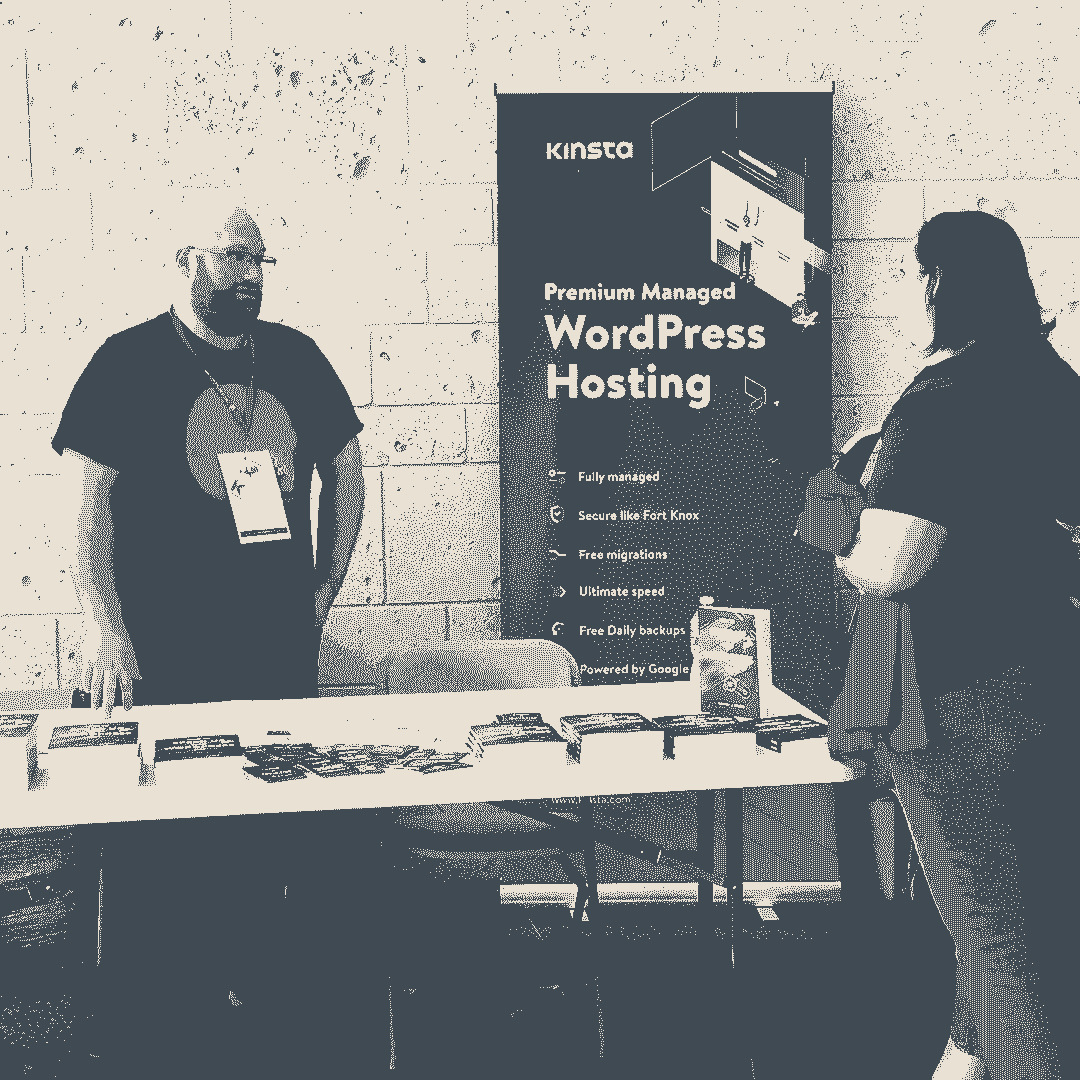 Kinsta
Premium Managed
WordPress
Hosting
Fully managed
Secure like Fort Knox
Free migrations
Ultimate speed
Free Daily backups
Powered by Google